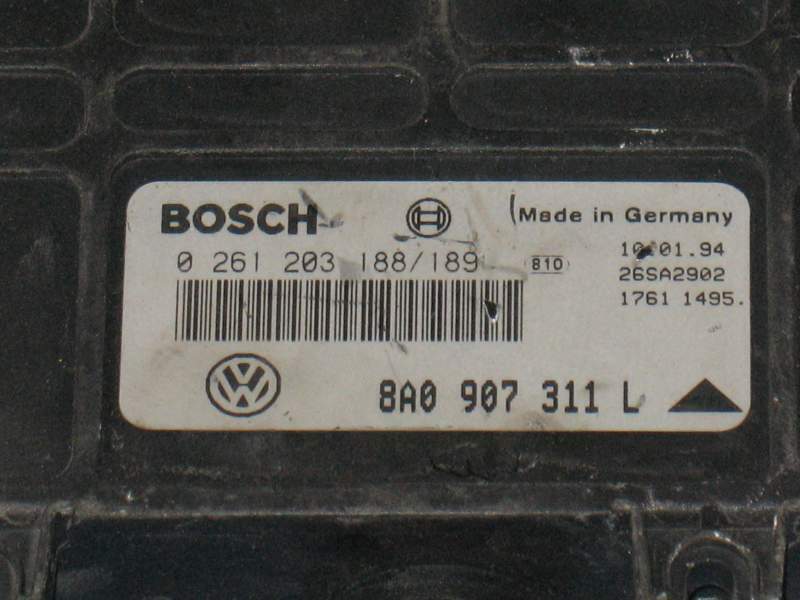 BOSCH
Made in Germany
0 261 203 188/189
810
26SA2902
1761 1495.
8A0 907 311 L